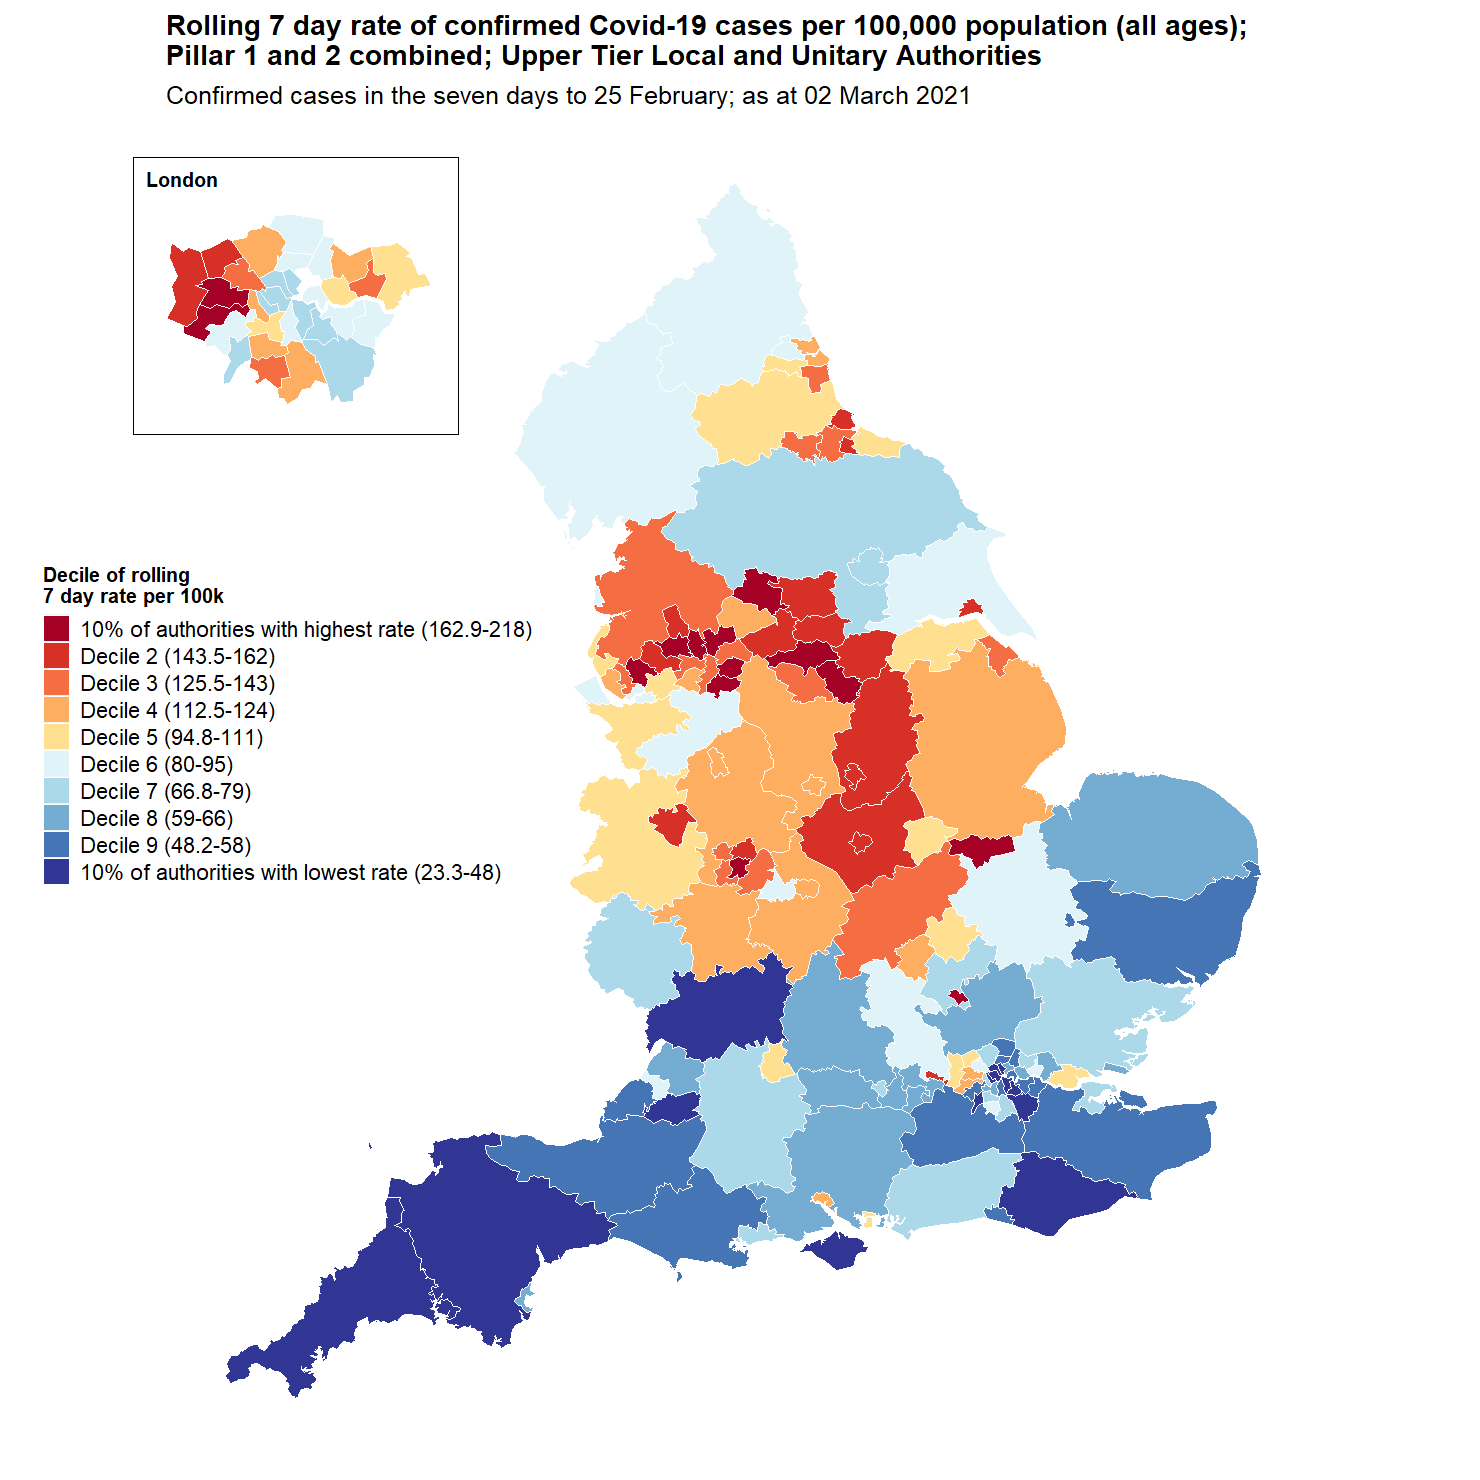 Rolling 7 day rate of confirmed Covid-19 cases per 100,000 population (all ages);
Pillar 1 and 2 combined; Upper Tier Local and Unitary Authorities
Confirmed cases in the seven days to 25 February; as at 02 March 2021
London
Decile of rolling
7 day rate per 100k
10% of authorities with highest rate (162.9-218)
Decile 2 (143.5-162)
Decile 3 (125.5-143)
Decile 4 (112.5-124)
Decile 5 (94.8-111)
Decile 6 (80-95)
Decile 7 (66.8-79)
Decile 8 (59-66)
Decile 9 (48.2-58)
10% of authorities with lowest rate (23.3-48)